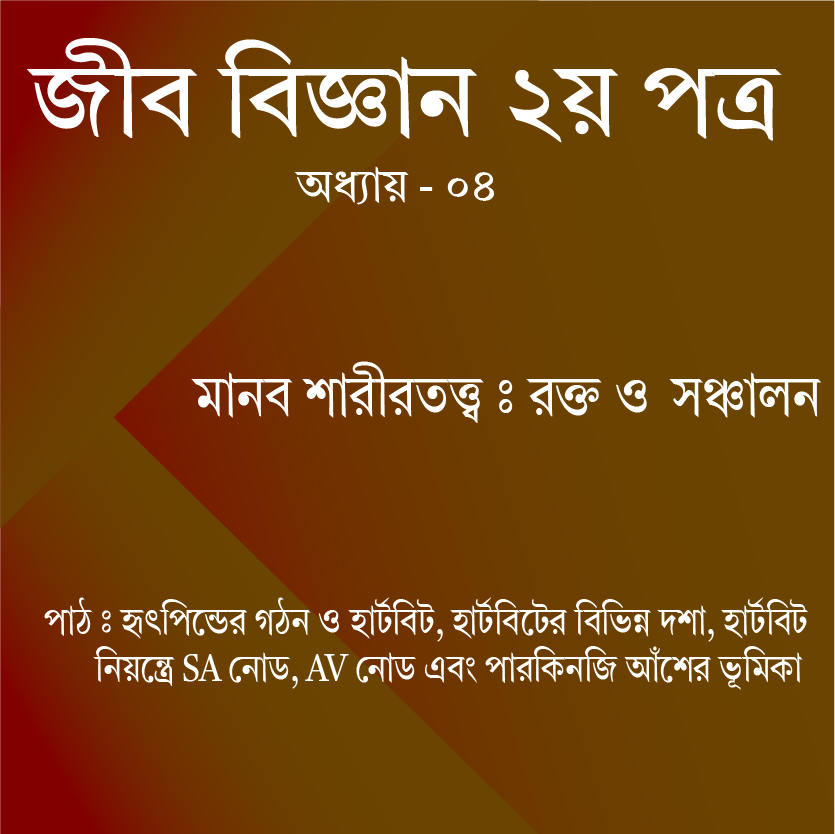 জীব বিজ্ঞান ২য় পত্র
অধ্যায় - ০৪
মানব শারীরতত্ত্ব ঃ রক্ত ও সঞ্চালন
পাঠ ঃ হৃৎপিন্ডের গঠন ও হার্টবিট, হার্টবিটের বিভিন্ন দশা, হার্টবিট
নিয়ন্ত্রে SA নোড, AV নোড এবং পারকিনজি আঁশের ভূমিকা